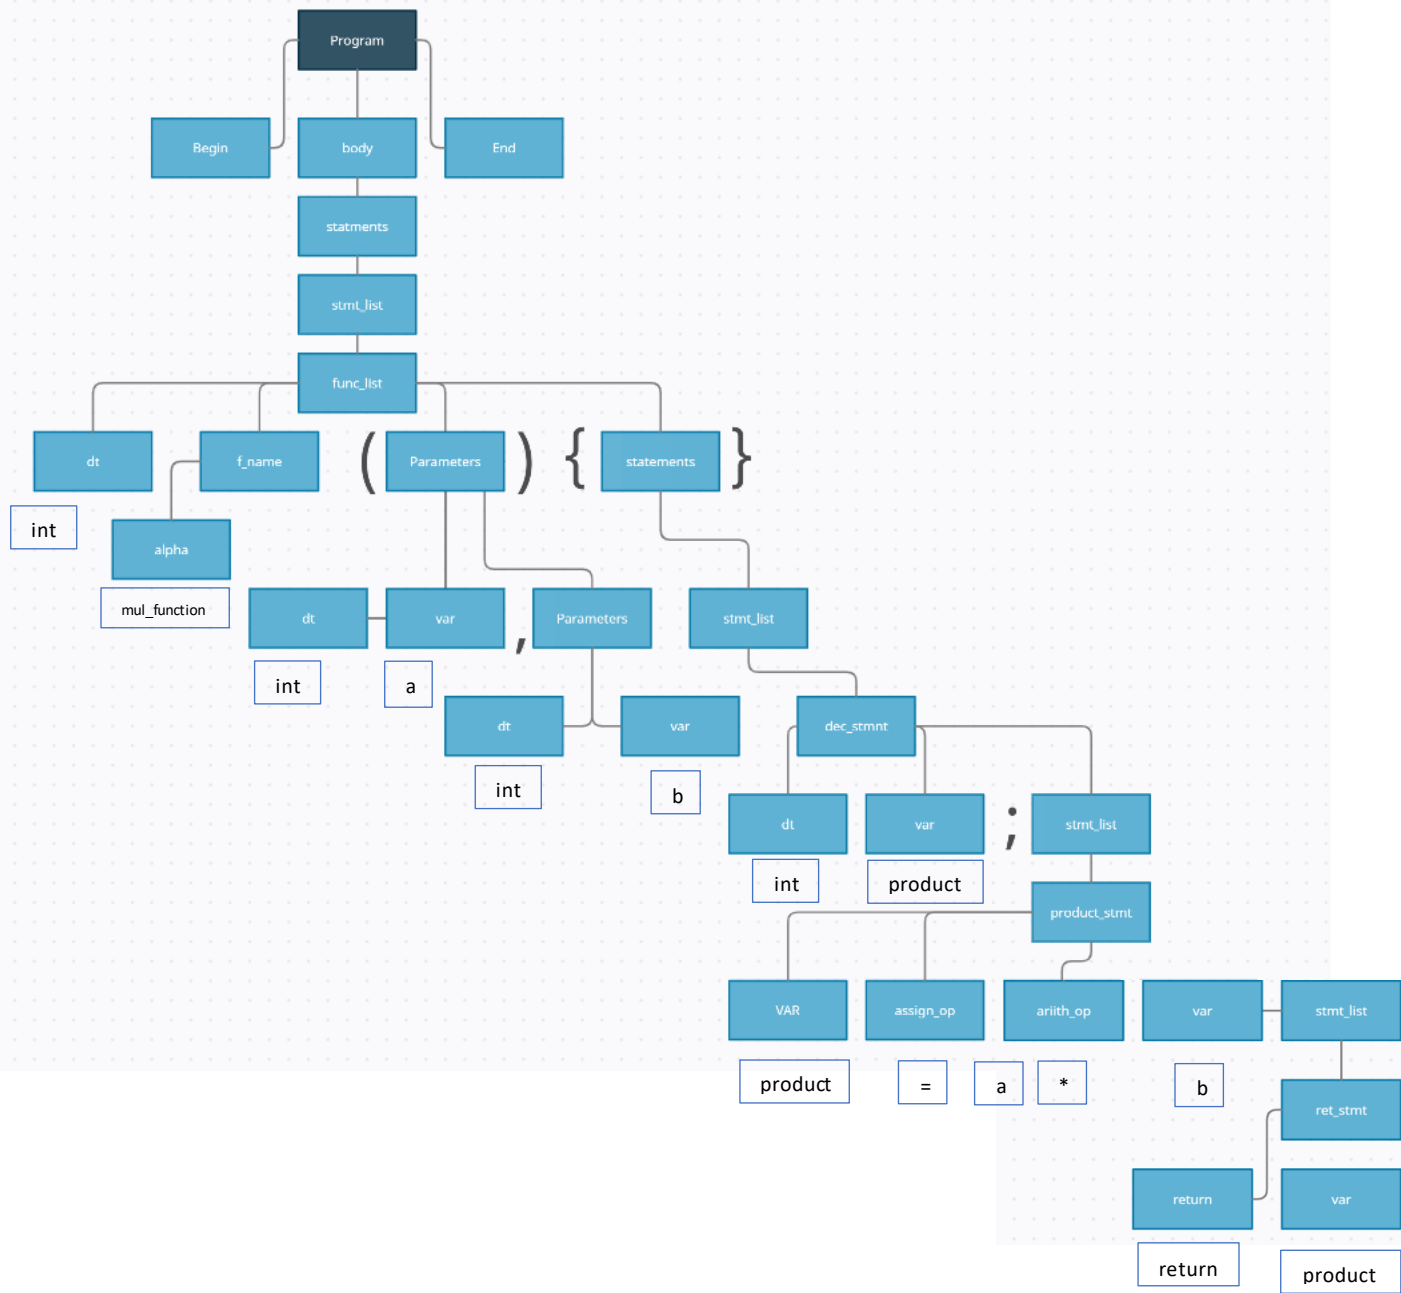 Program
Begin body End
statments
stmt_list
func_list
dt f_name ( Parameters ) { statements }
int
alpha
mul_function
dt var , Parameters stmt_list
int a
dt var dec_stmnt
int b
dt var ; stmt_list
int product
product_stmt
VAR assign_op ariith_op var stmt_list
product = a * b
ret_stmt
return var
return product